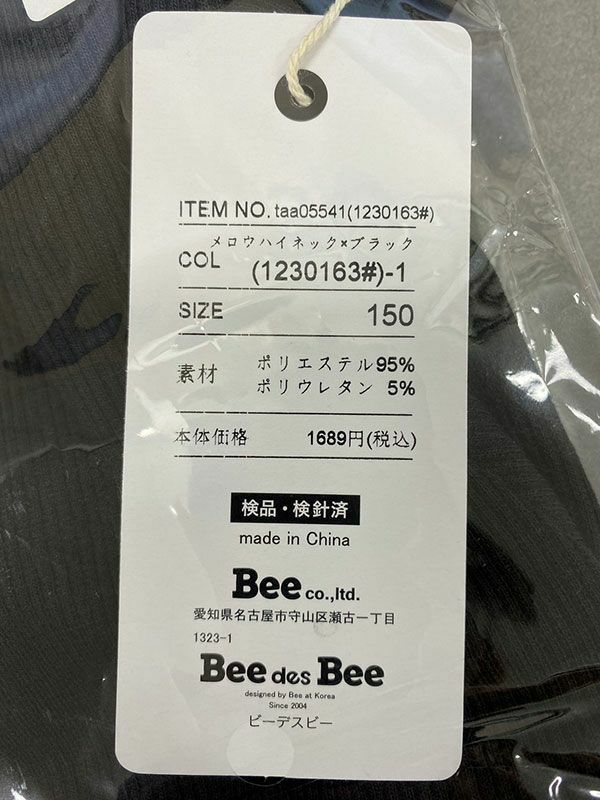 ITEM NO. taa05541(1230163#)
メロウハイネック×ブラック
COL (1230163#)-1
SIZE 150
素材 ポリエステル95%
ポリウレタン 5%
本体価格 1689円(税込)
検品・検針済
made in China
Bee co.,ltd.
愛知県名古屋市守山区瀬古一丁目
1323-1
Bee des Bee
designed by Bee at Korea
Since 2004
ビーデスビー